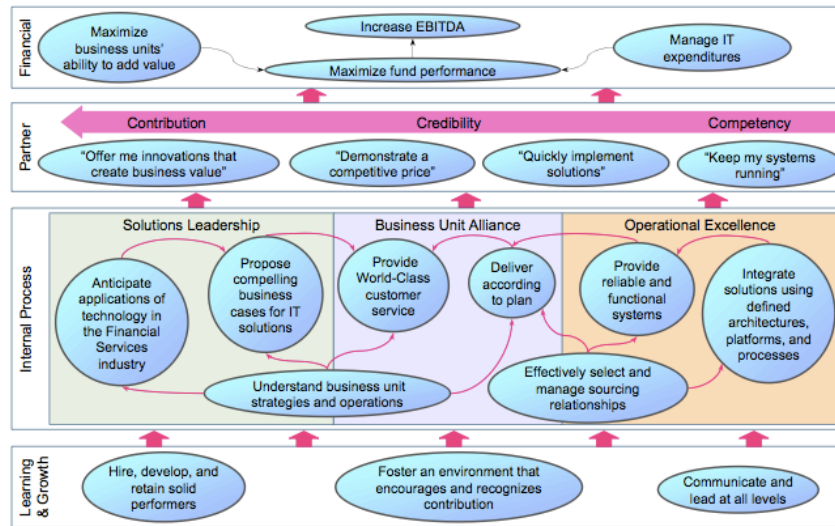 Financial
Maximize
business units'
ability to add value
Increase EBITDA
Maximize fund performance
Manage IT
expenditures
Partner
Contribution
Credibility
Competency
"Offer me innovations that
create business value"
"Demonstrate a
competitive price"
"Quickly implement
solutions"
"Keep my systems
running"
Internal Process
Solutions Leadership
Business Unit Alliance
Operational Excellence
Anticipate
applications of
technology in
the Financial
Services
industry
Propose
compelling
business
cases for IT
solutions
Provide
World-Class
customer
service
Deliver
according
to plan
Provide
reliable and
functional
systems
Integrate
solutions using
defined
architectures,
platforms, and
processes
Understand business unit
strategies and operations
Effectively select and
manage sourcing
relationships
Learning
& Growth
Hire, develop, and
retain solid
performers
Foster an environment that
encourages and recognizes
contribution
Communicate and
lead at all levels